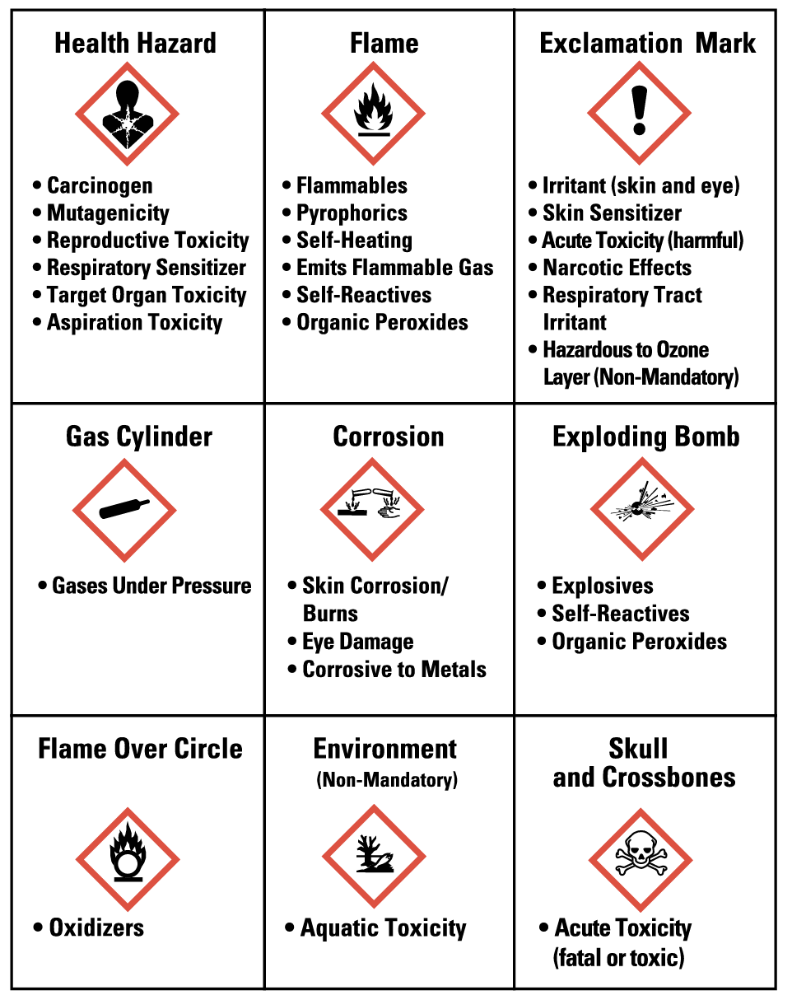 Health Hazard
• Carcinogen
• Mutagenicity
• Reproductive Toxicity
• Respiratory Sensitizer
• Target Organ Toxicity
• Aspiration Toxicity
Flame
• Flammables
• Pyrophorics
• Self-Heating
• Emits Flammable Gas
• Self-Reactives
• Organic Peroxides
Exclamation Mark
• Irritant (skin and eye)
• Skin Sensitizer
• Acute Toxicity (harmful)
• Narcotic Effects
• Respiratory Tract
Irritant
• Hazardous to Ozone
Layer (Non-Mandatory)
Gas Cylinder
• Gases Under Pressure
Corrosion
• Skin Corrosion/
Burns
• Eye Damage
• Corrosive to Metals
Exploding Bomb
• Explosives
• Self-Reactives
• Organic Peroxides
Flame Over Circle
• Oxidizers
Environment
(Non-Mandatory)
• Aquatic Toxicity
Skull
and Crossbones
• Acute Toxicity
(fatal or toxic)